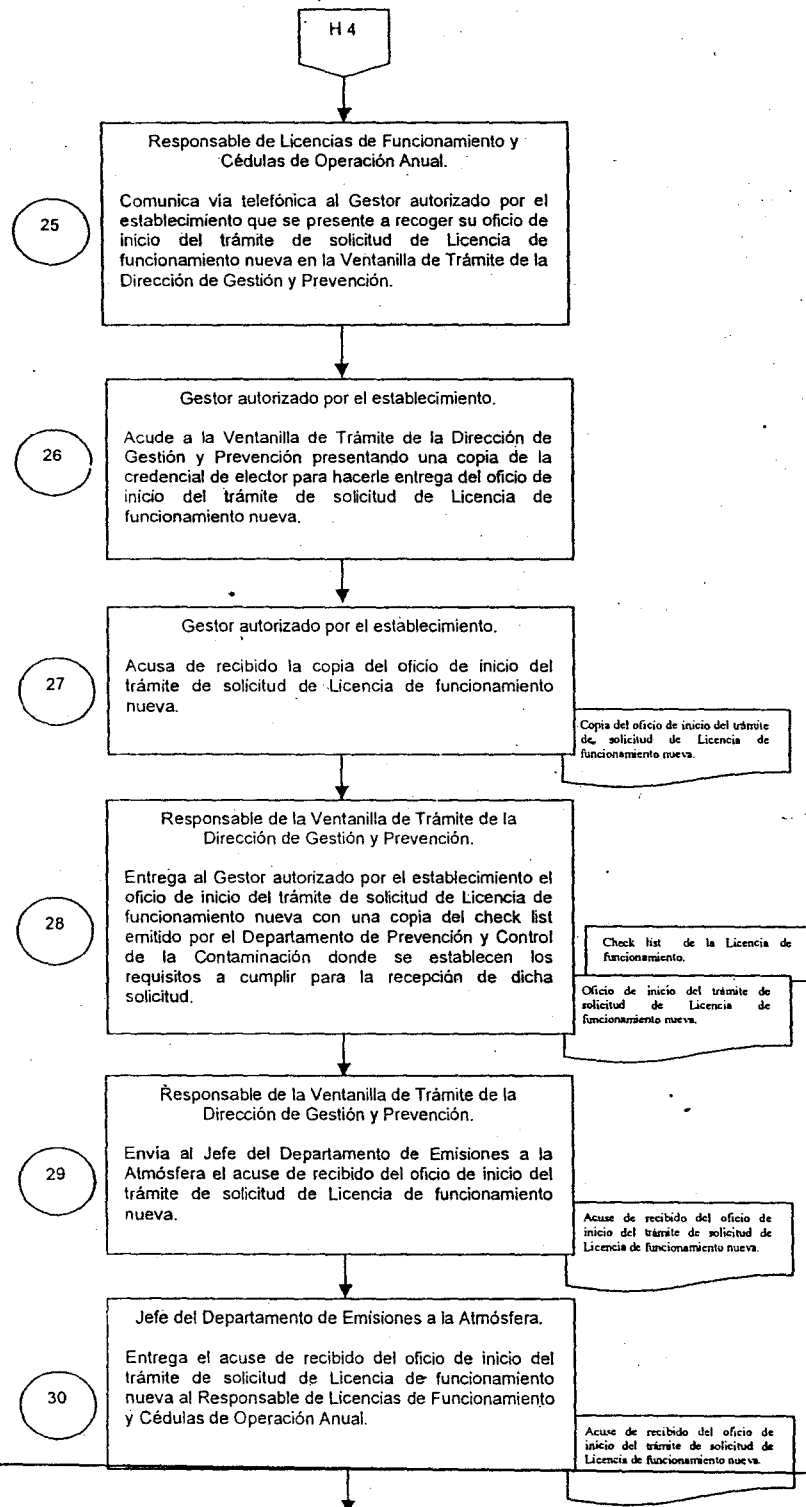 H 4
Responsable de Licencias de Funcionamiento y
Cédulas de Operación Anual.
25
Comunica vía telefónica al Gestor autorizado por el
establecimiento que se presente a recoger su oficio de
inicio del trámite de solicitud de Licencia de
funcionamiento nueva en la Ventanilla de Trámite de la
Dirección de Gestión y Prevención.
Gestor autorizado por el establecimiento.
26
Acude a la Ventanilla de Trámite de la Dirección de
Gestión y Prevención presentando una copia de la
credencial de elector para hacerle entrega del oficio de
inicio del trámite de solicitud de Licencia de
funcionamiento nueva.
Gestor autorizado por el establecimiento.
27
Acusa de recibido la copia del oficio de inicio del
trámite de solicitud de Licencia de funcionamiento
nueva.
Copia del oficio de inicio del trámite
de solicitud de Licencia de
funcionamiento nueva.
Responsable de la Ventanilla de Trámite de la
Dirección de Gestión y Prevención.
28
Entrega al Gestor autorizado por el establecimiento el
oficio de inicio del trámite de solicitud de Licencia de
funcionamiento nueva con una copia del check list
emitido por el Departamento de Prevención y Control
de la Contaminación donde se establecen los
requisitos a cumplir para la recepción de dicha
solicitud.
Check list de la Licencia de
funcionamiento.
Oficio de inicio del trámite de
solicitud de Licencia de
funcionamiento nueva.
Responsable de la Ventanilla de Trámite de la
Dirección de Gestión y Prevención.
29
Envía al Jefe del Departamento de Emisiones a la
Atmósfera el acuse de recibido del oficio de inicio del
trámite de solicitud de Licencia de funcionamiento
nueva.
Acuse de recibido del oficio de
inicio del trámite de solicitud de
Licencia de funcionamiento nueva.
Jefe del Departamento de Emisiones a la Atmósfera.
30
Entrega el acuse de recibido del oficio de inicio del
trámite de solicitud de Licencia de funcionamiento
nueva al Responsable de Licencias de Funcionamiento
y Cédulas de Operación Anual.
Acuse de recibido del oficio de
inicio del trámite de solicitud de
Licencia de funcionamiento nueva.